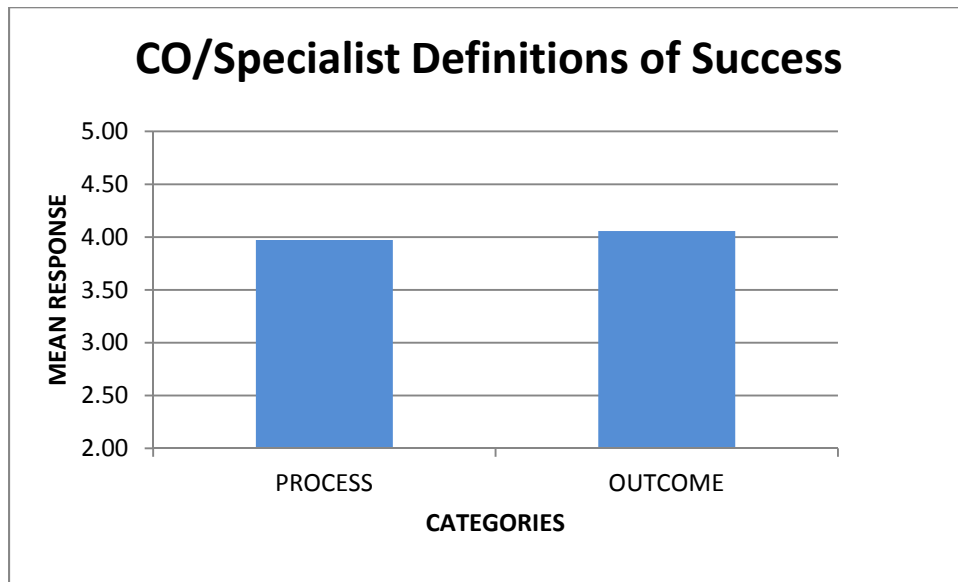 CO/Specialist Definitions of Success
5.00
4.50
4.00
3.50
3.00
2.50
2.00
MEAN RESPONSE
PROCESS
OUTCOME
CATEGORIES